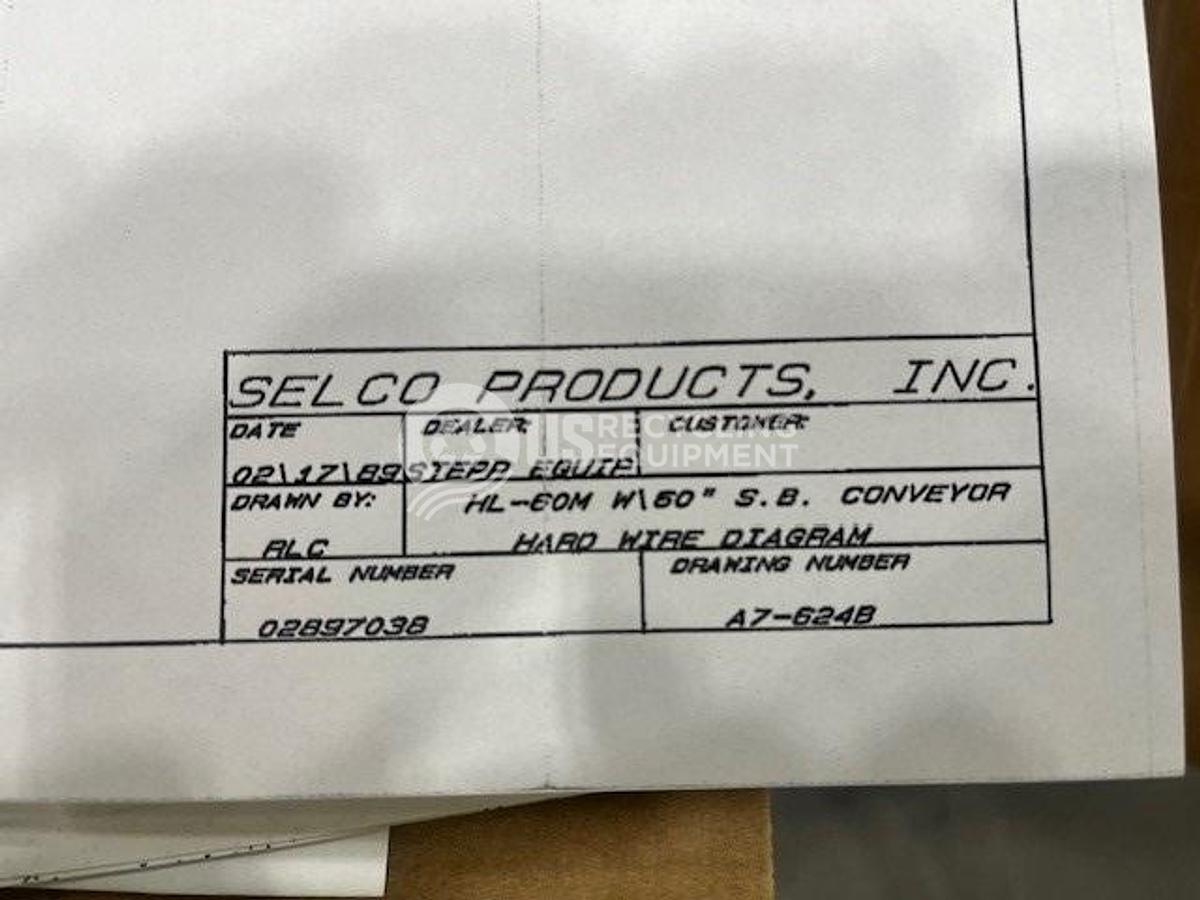 SELCO PRODUCTS, INC.
DATE
02\17\89
DEALER:
STEPP EQUIP
CUSTOMER:
DRAWN BY:
RLC
HL-60M W\60" S.B. CONVEYOR
HARD WIRE DIAGRAM
SERIAL NUMBER
02897038
DRAWING NUMBER
A7-624B
US RECYCLING
EQUIPMENT